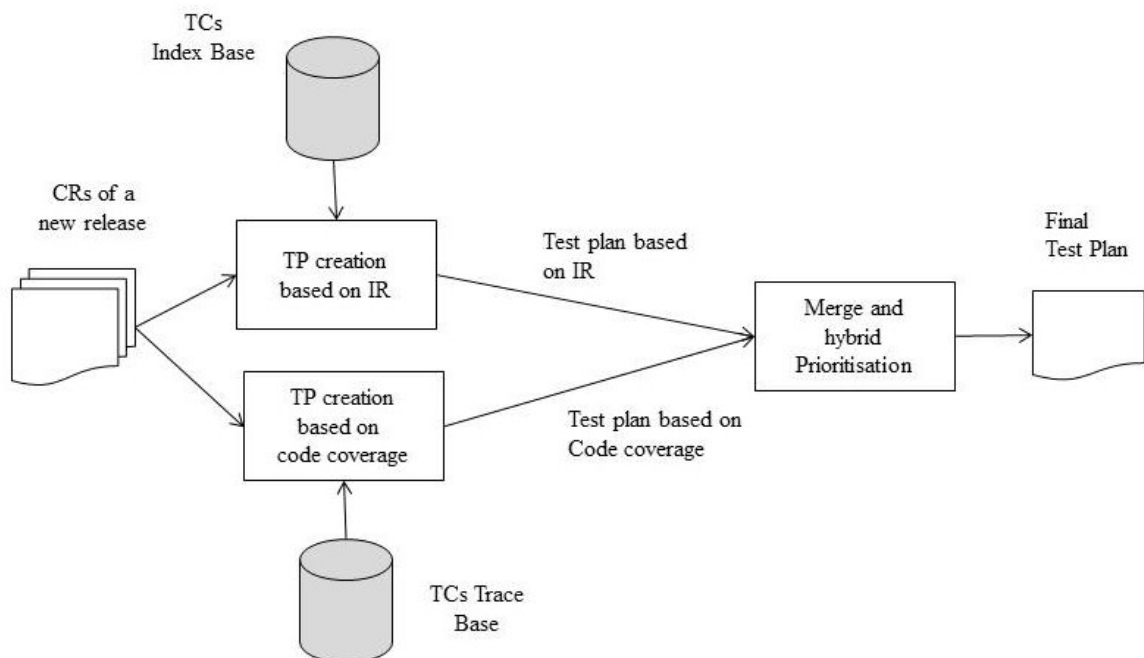 TCs
Index Base
CRs of a
new release
TP creation
based on IR
Test plan based
on IR
Final
Test Plan
Merge and
hybrid
Prioritisation
TP creation
based on
code coverage
Test plan based on
Code coverage
TCs Trace
Base